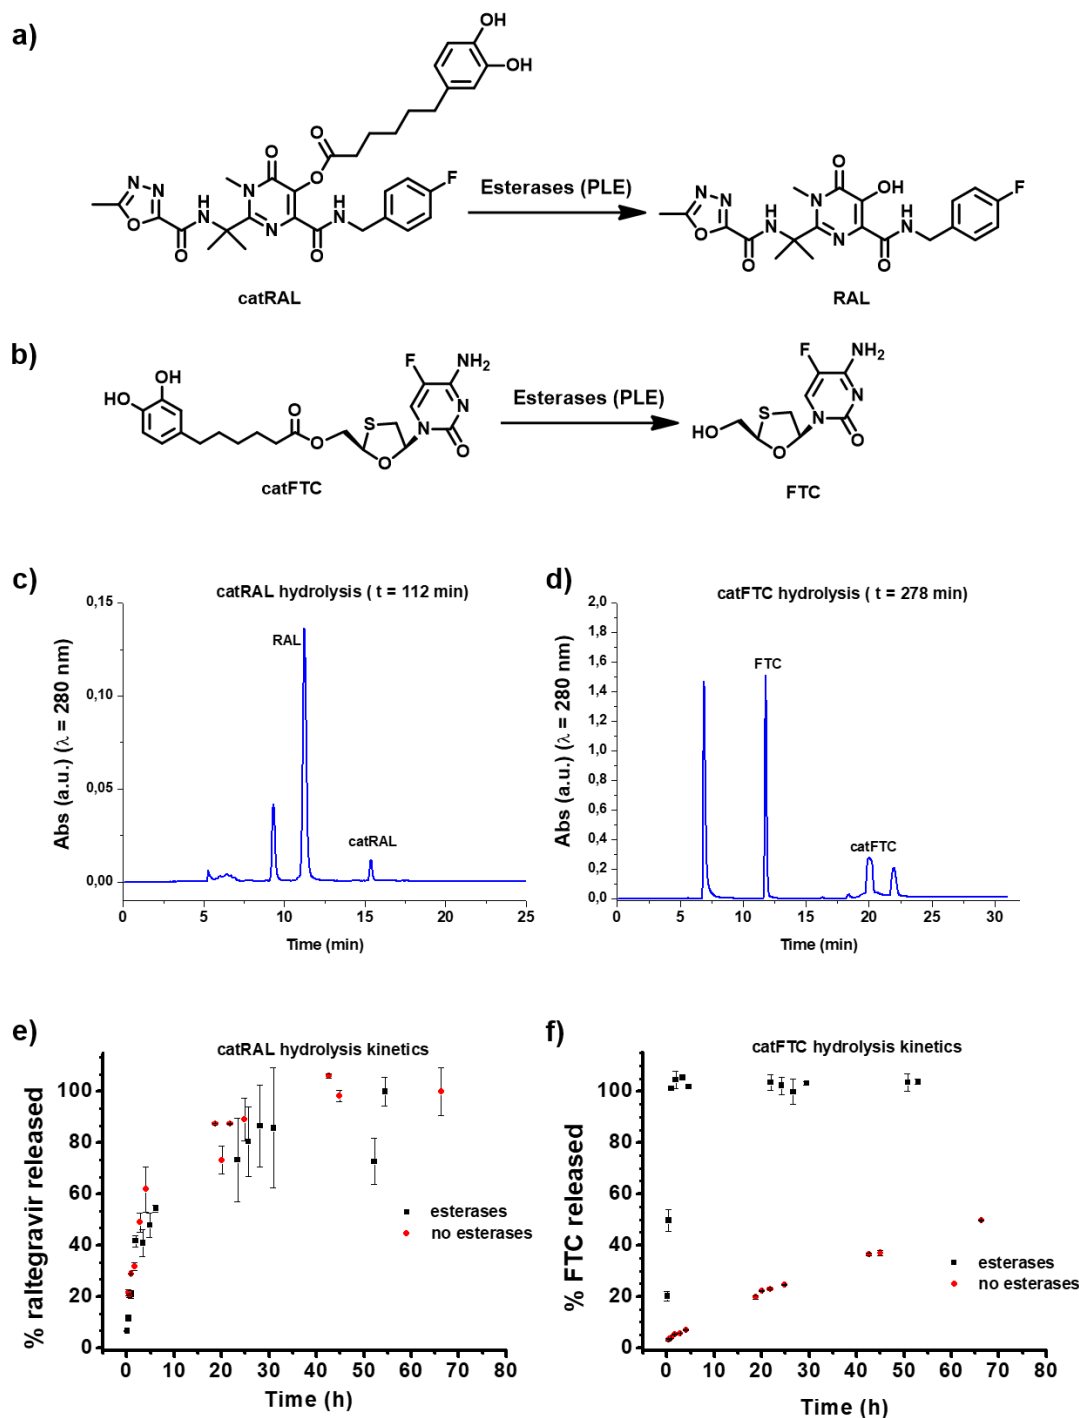 a)
OH
OH
O
O
O
N
N
N
N
O
H
N
O
N
H
O
F
Esterases (PLE)
catRAL
N
N
O
H
N
O
N
N
O
OH
N
H
O
F
RAL
b)
OH
HO
O
O
S
O
F
NH₂
N
N
O
Esterases (PLE)
catFTC
F
NH₂
N
N
O
S
O
HO
FTC
c)
catRAL hydrolysis ( t = 112 min)
Abs (a.u.) (λ = 280 nm)
0,15
0,10
0,05
0,00
RAL
catRAL
0 5 10 15 20 25
Time (min)
d)
catFTC hydrolysis ( t = 278 min)
Abs (a.u.) (λ = 280 nm)
2,0
1,8
1,6
1,4
1,2
1,0
0,8
0,6
0,4
0,2
0,0
FTC
catFTC
0 5 10 15 20 25 30
Time (min)
e)
catRAL hydrolysis kinetics
% raltegravir released
100
80
60
40
20
0
esterases
no esterases
0 10 20 30 40 50 60 70 80
Time (h)
f)
catFTC hydrolysis kinetics
% FTC released
100
80
60
40
20
0
esterases
no esterases
0 10 20 30 40 50 60 70 80
Time (h)